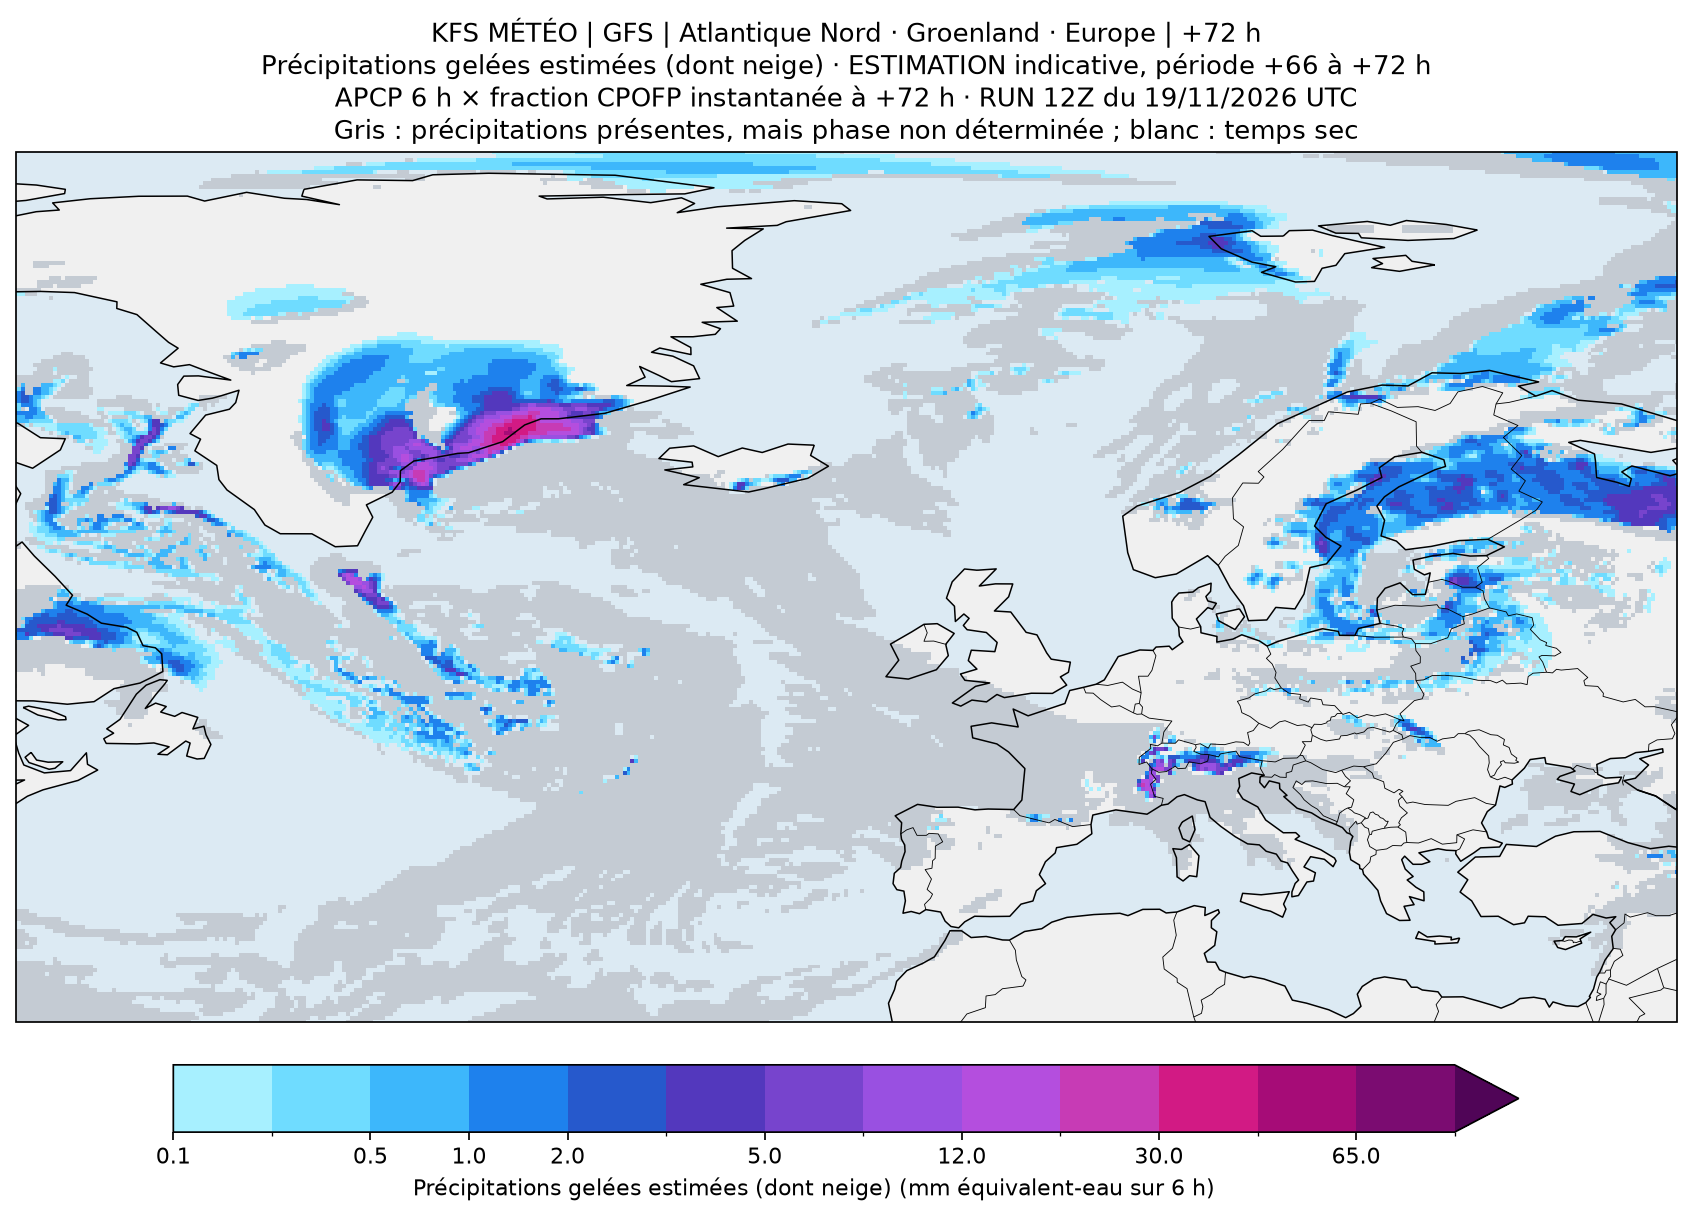 KFS MÉTÉO | GFS | Atlantique Nord · Groenland · Europe | +72 h
Précipitations gelées estimées (dont neige) · ESTIMATION indicative, période +66 à +72 h
APCP 6 h × fraction CPOFP instantanée à +72 h · RUN 12Z du 19/11/2026 UTC
Gris : précipitations présentes, mais phase non déterminée ; blanc : temps sec
0.1 0.5 1.0 2.0 5.0 12.0 30.0 65.0
Précipitations gelées estimées (dont neige) (mm équivalent-eau sur 6 h)